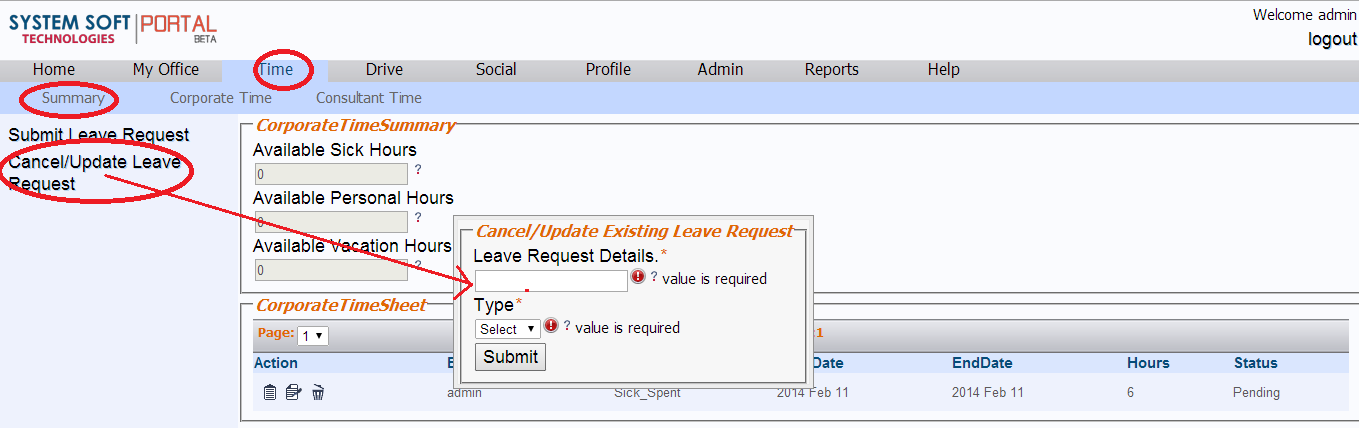 SYSTEM SOFT TECHNOLOGIES PORTAL BETA
Welcome admin
logout
Home My Office Time Drive Social Profile Admin Reports Help
Summary Corporate Time Consultant Time
Submit Leave Request
Cancel/Update Leave
Request
CorporateTimeSummary
Available Sick Hours
0 ?
Available Personal Hours
0 ?
Available Vacation Hours
0 ?
Cancel/Update Existing Leave Request
Leave Request Details.*
? value is required
Type*
Select ? value is required
Submit
CorporateTimeSheet
Page: 1 :1
Action Date EndDate Hours Status
admin Sick_Spent 2014 Feb 11 2014 Feb 11 6 Pending